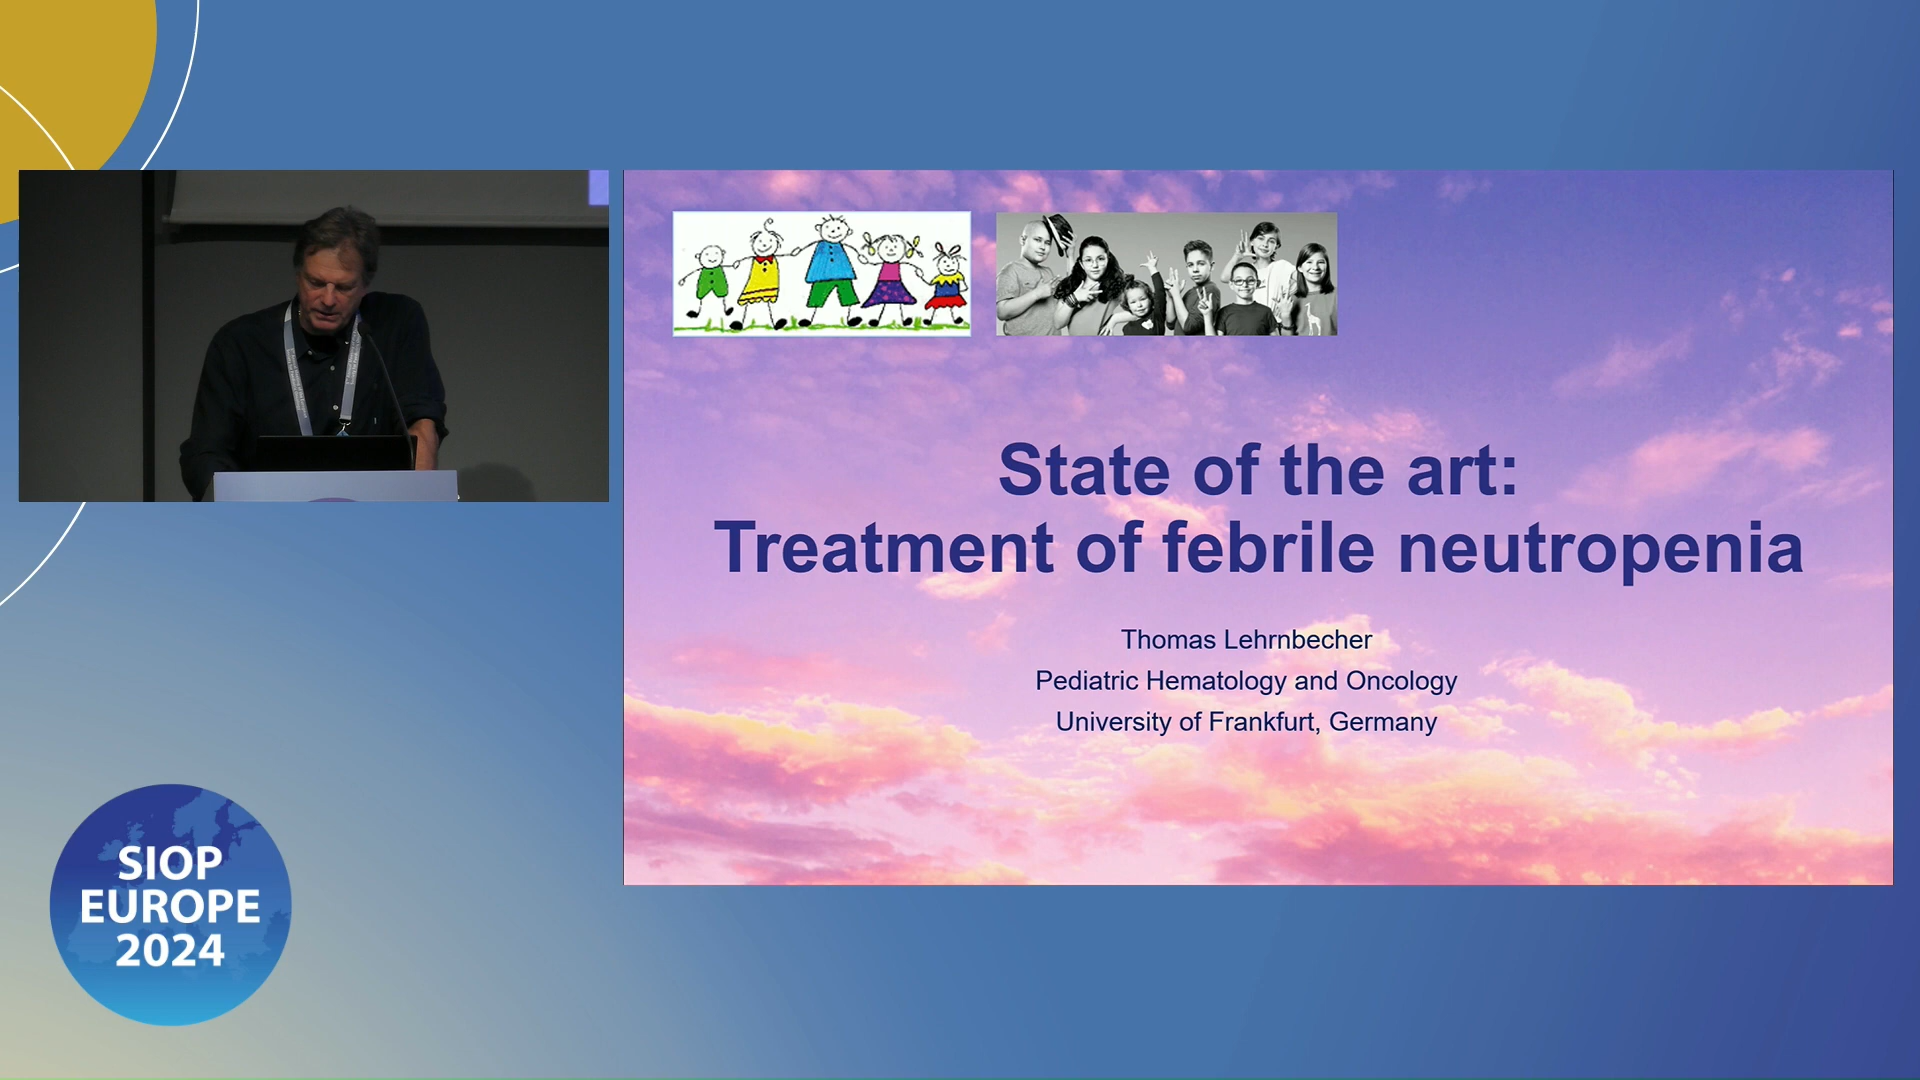 State of the art:
Treatment of febrile neutropenia
Thomas Lehrnbecher
Pediatric Hematology and Oncology
University of Frankfurt, Germany
SIOP
EUROPE
2024